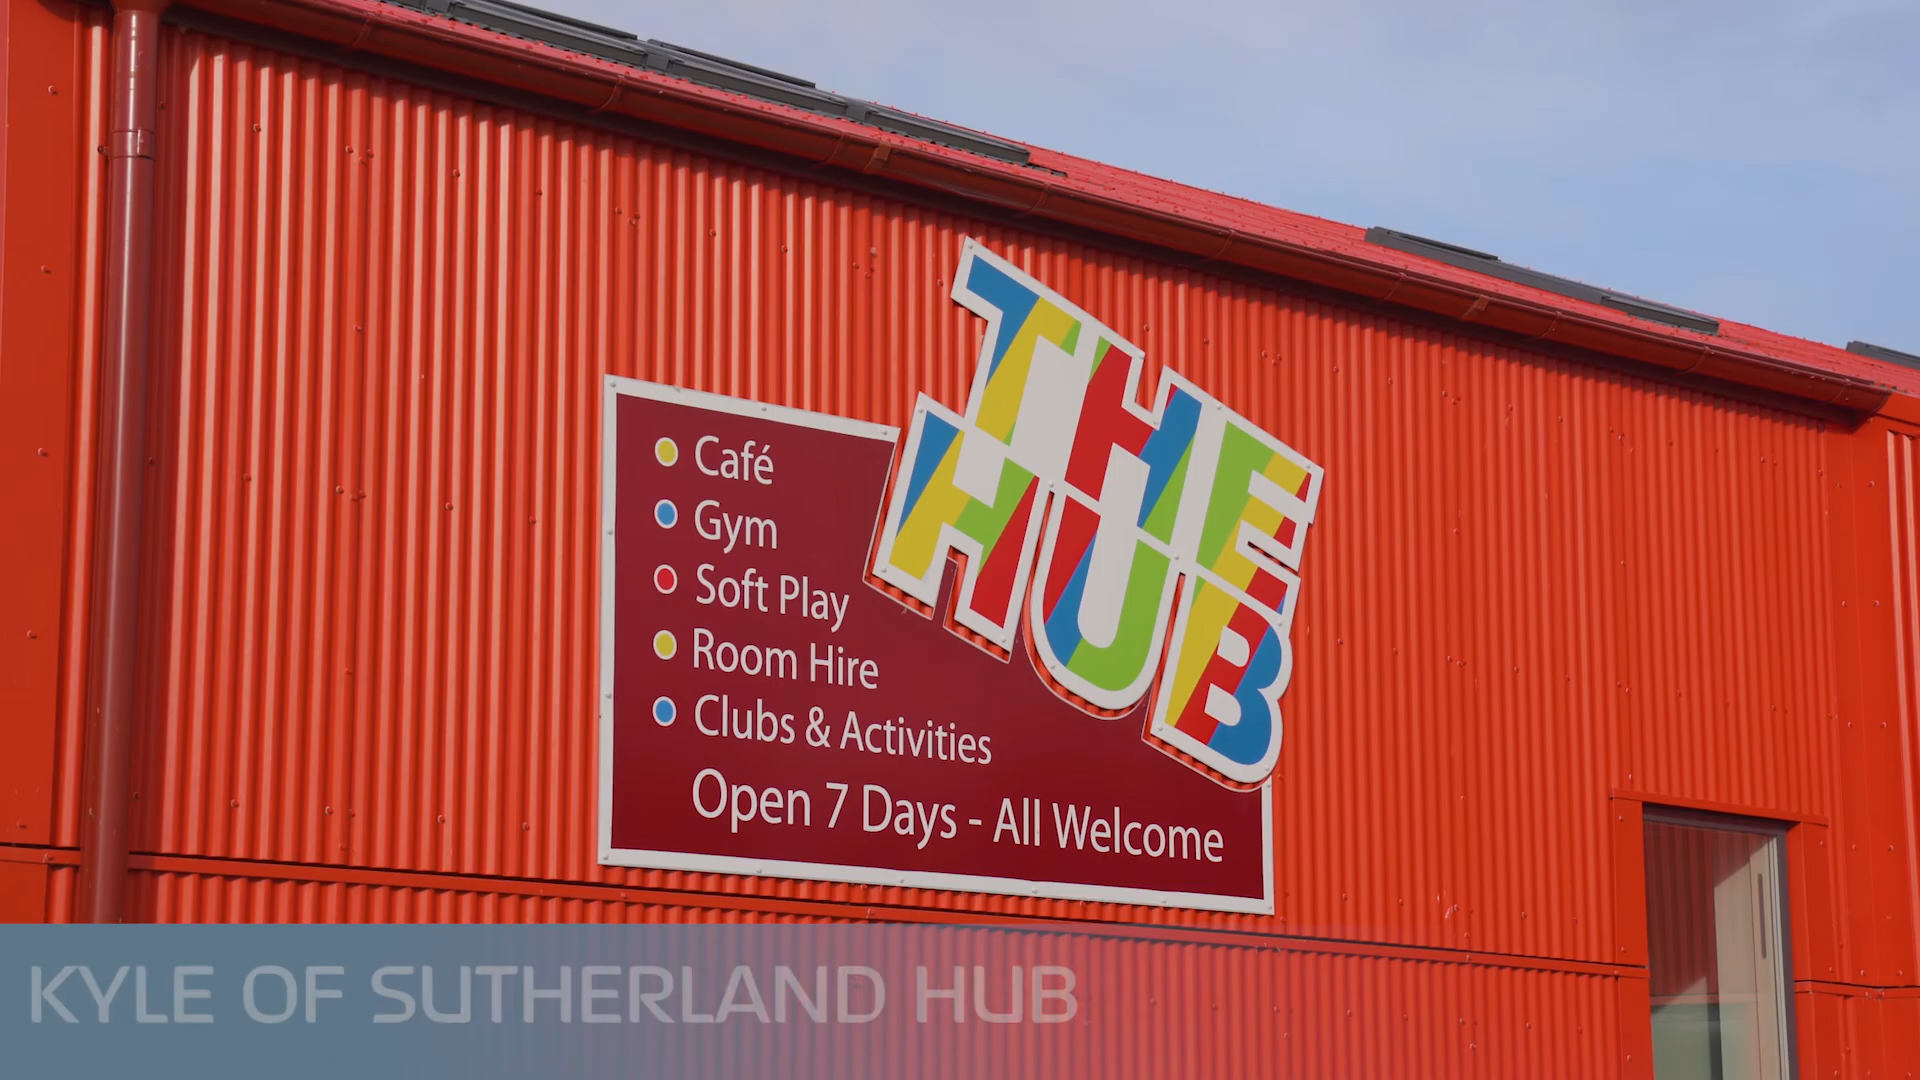 THE
HUB
Café
Gym
Soft Play
Room Hire
Clubs & Activities
Open 7 Days - All Welcome
KYLE OF SUTHERLAND HUB